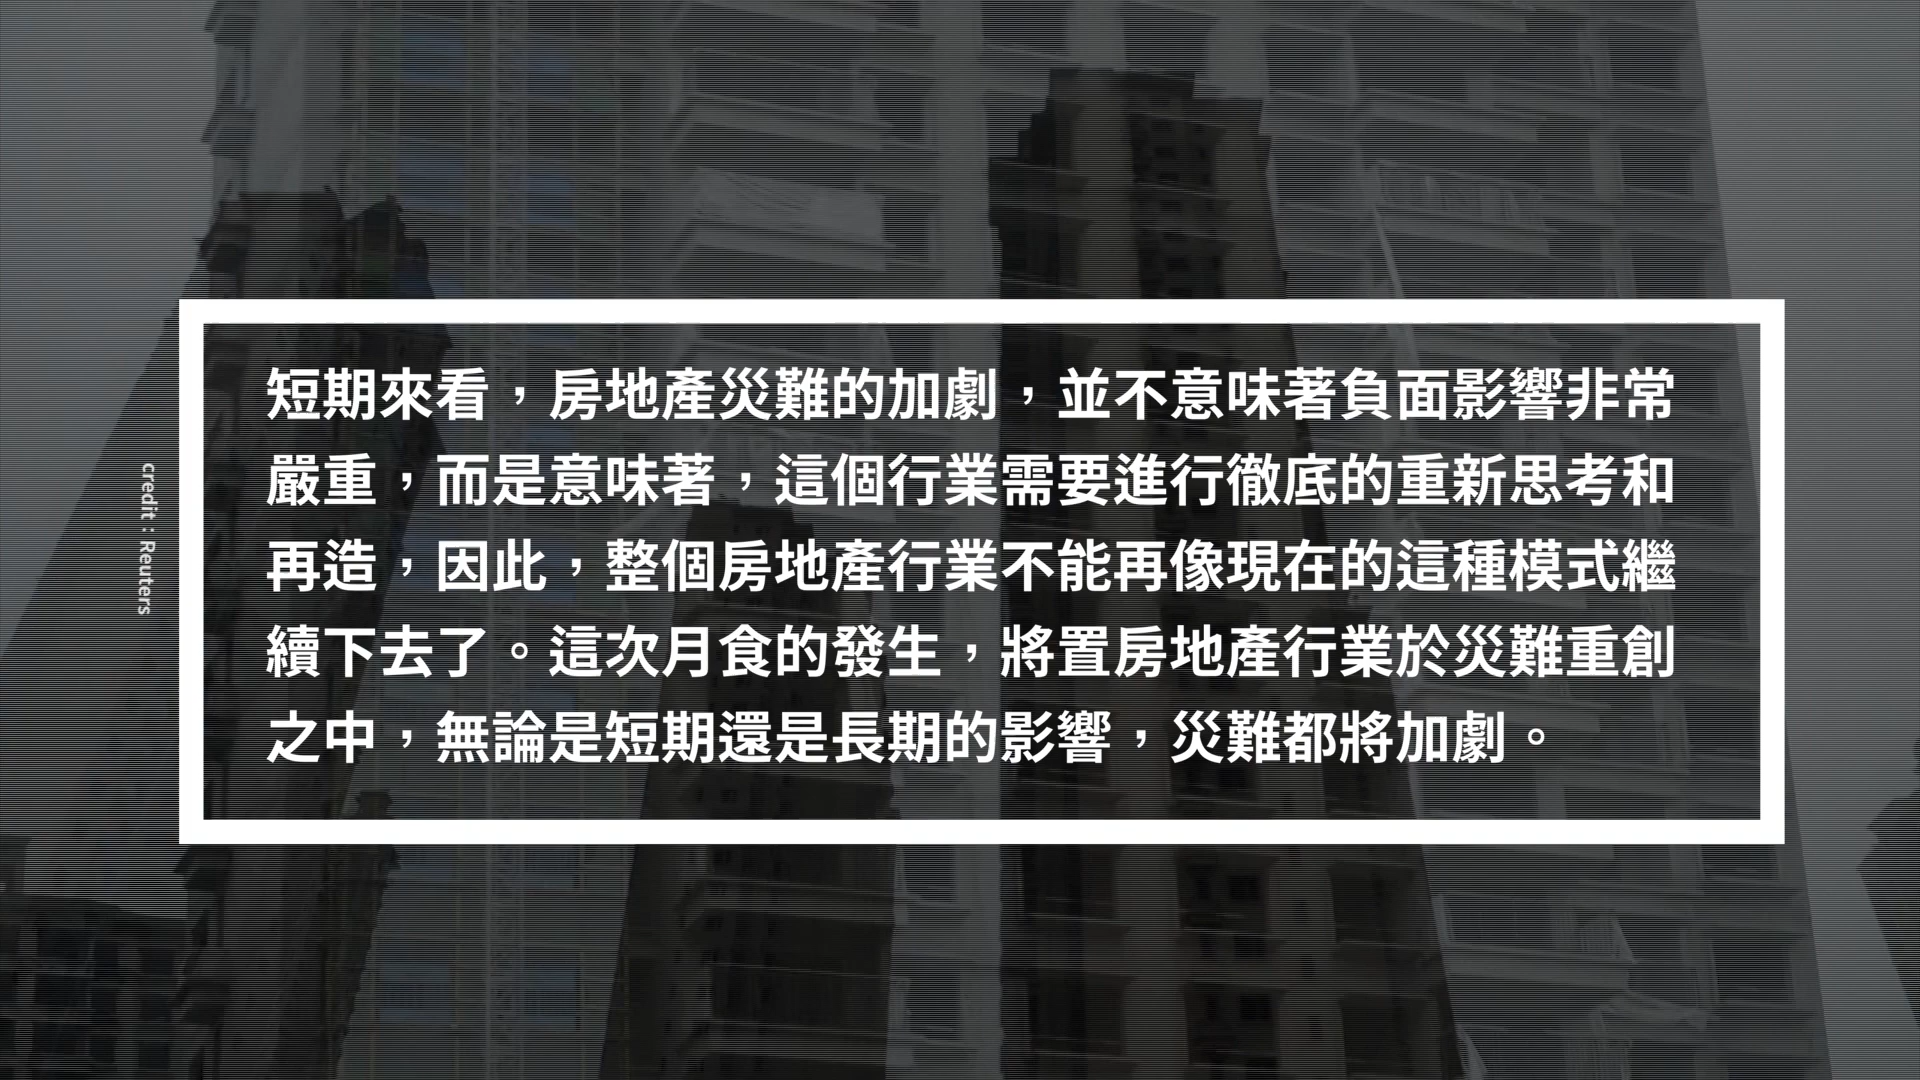 短期來看，房地產災難的加劇，並不意味著負面影響非常
嚴重，而是意味著，這個行業需要進行徹底的重新思考和
再造，因此，整個房地產行業不能再像現在的這種模式繼
續下去了。這次月食的發生，將置房地產行業於災難重創
之中，無論是短期還是長期的影響，災難都將加劇。
credit：Reuters